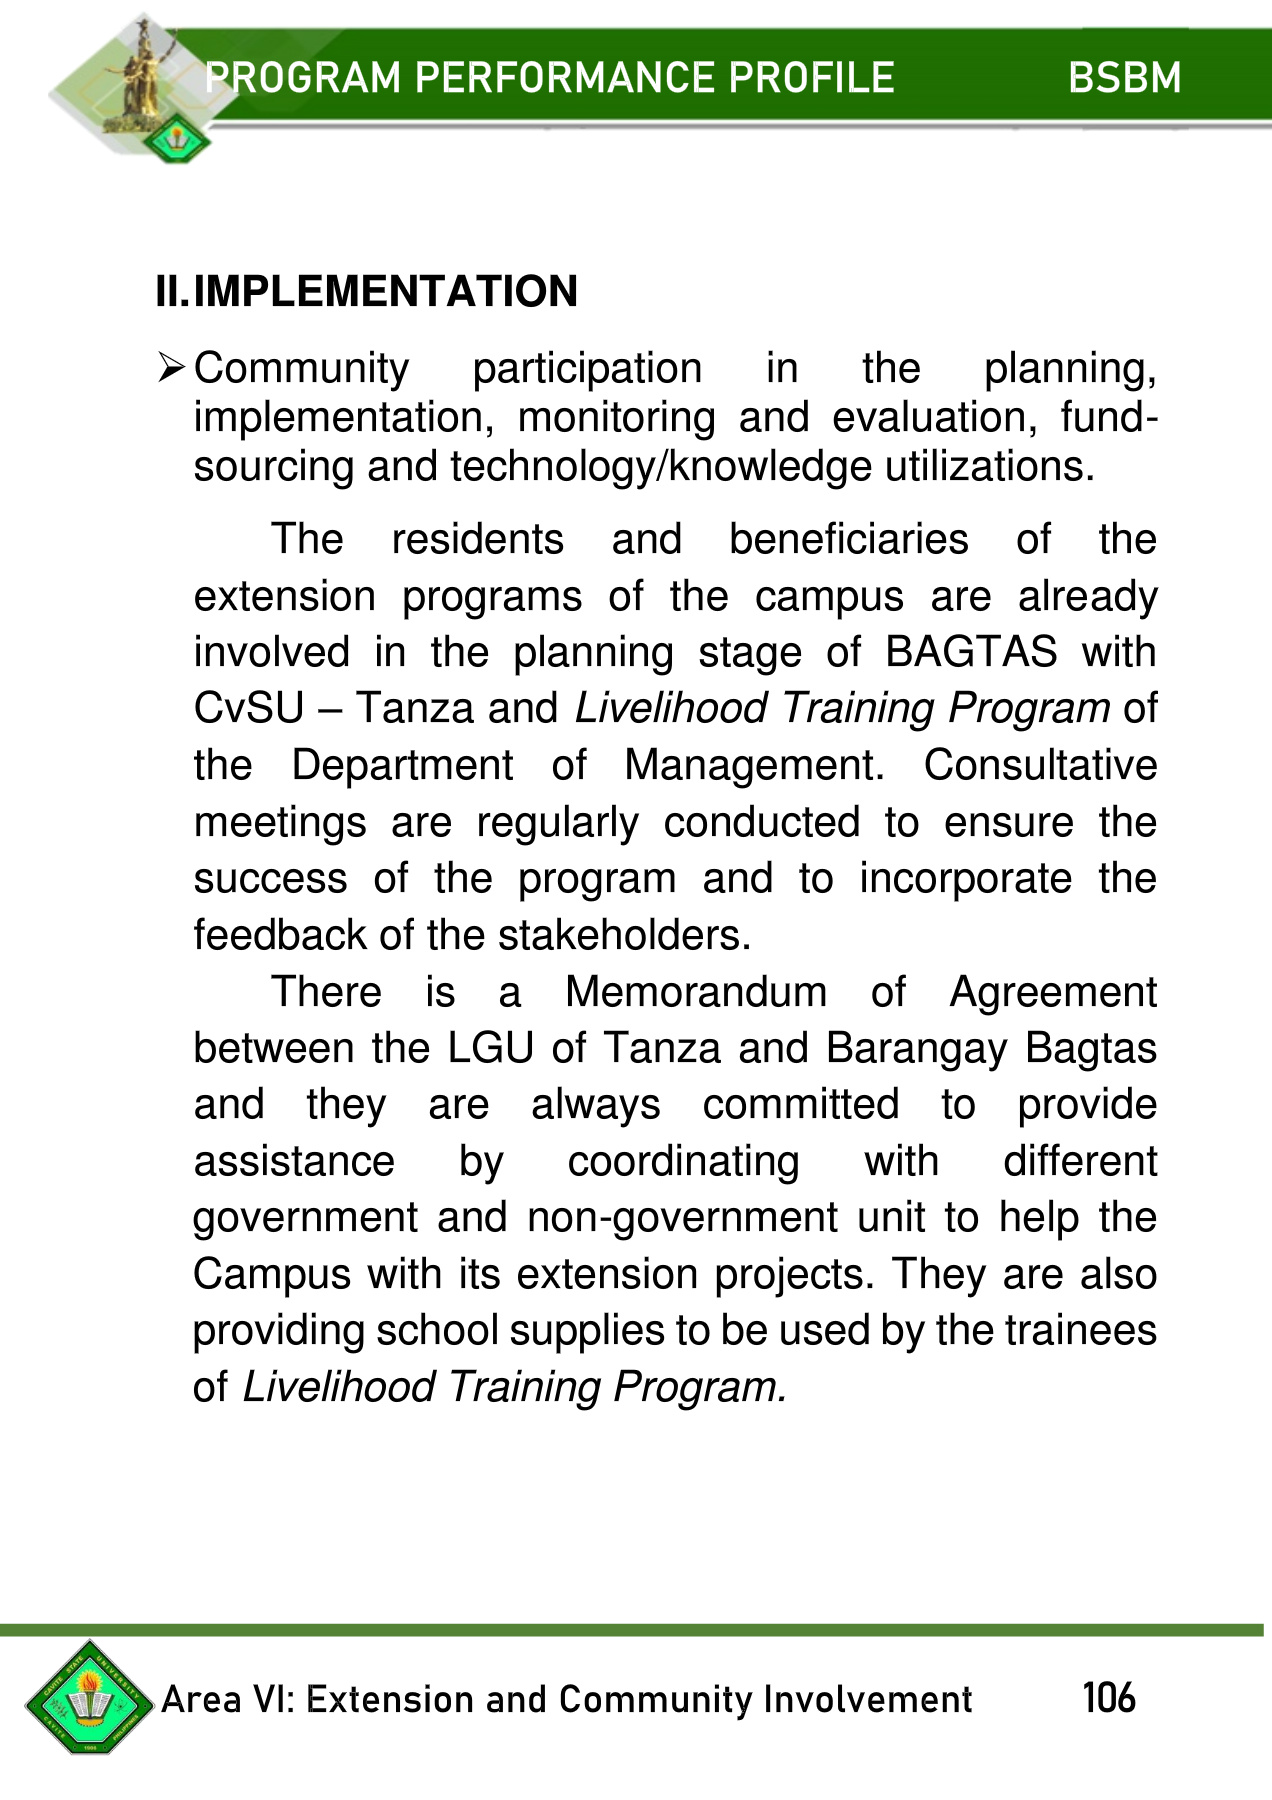 PROGRAM PERFORMANCE PROFILE BSBM
II. IMPLEMENTATION
➢ Community participation in the planning,
implementation, monitoring and evaluation, fund-
sourcing and technology/knowledge utilizations.
The residents and beneficiaries of the
extension programs of the campus are already
involved in the planning stage of BAGTAS with
CvSU – Tanza and Livelihood Training Program of
the Department of Management. Consultative
meetings are regularly conducted to ensure the
success of the program and to incorporate the
feedback of the stakeholders.
There is a Memorandum of Agreement
between the LGU of Tanza and Barangay Bagtas
and they are always committed to provide
assistance by coordinating with different
government and non-government unit to help the
Campus with its extension projects. They are also
providing school supplies to be used by the trainees
of Livelihood Training Program.
CAVITE STATE UNIVERSITY
CAVITE PHILIPPINES
1906
Area VI: Extension and Community Involvement 106